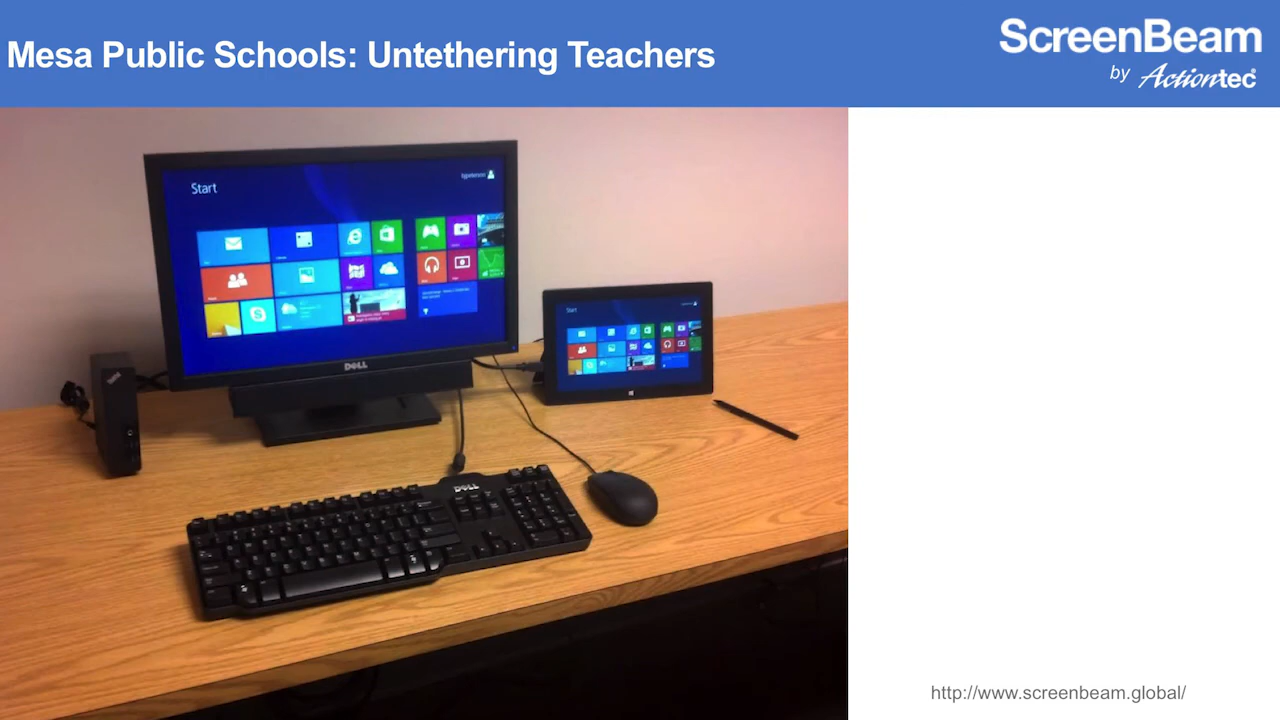 Mesa Public Schools: Untethering Teachers
ScreenBeam
by Actiontec®
Start
Start
DELL
DELL
http://www.screenbeam.global/